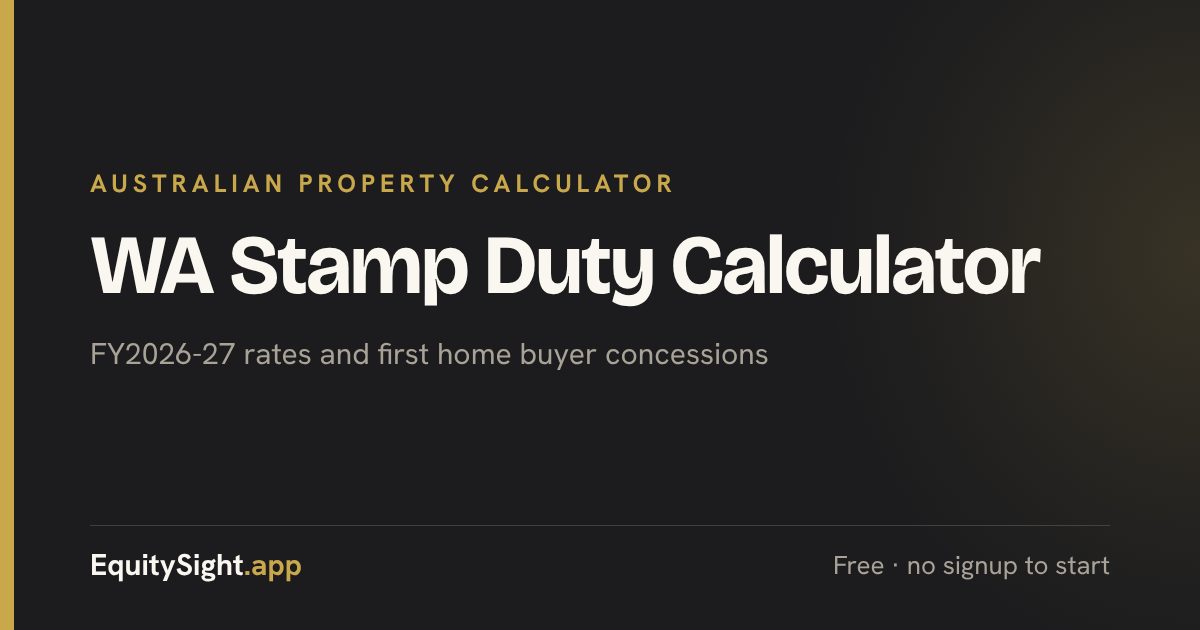 AUSTRALIAN PROPERTY CALCULATOR
WA Stamp Duty Calculator
FY2026-27 rates and first home buyer concessions
EquitySight.app
Free · no signup to start